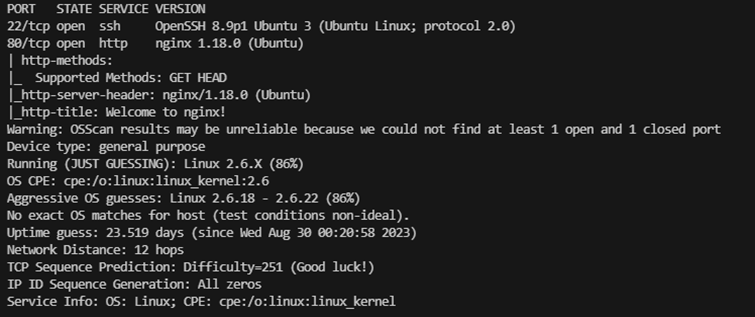 PORT   STATE SERVICE VERSION
22/tcp open  ssh     OpenSSH 8.9p1 Ubuntu 3 (Ubuntu Linux; protocol 2.0)
80/tcp open  http    nginx 1.18.0 (Ubuntu)
| http-methods:
|_  Supported Methods: GET HEAD
|_http-server-header: nginx/1.18.0 (Ubuntu)
|_http-title: Welcome to nginx!
Warning: OSScan results may be unreliable because we could not find at least 1 open and 1 closed port
Device type: general purpose
Running (JUST GUESSING): Linux 2.6.X (86%)
OS CPE: cpe:/o:linux:linux_kernel:2.6
Aggressive OS guesses: Linux 2.6.18 - 2.6.22 (86%)
No exact OS matches for host (test conditions non-ideal).
Uptime guess: 23.519 days (since Wed Aug 30 00:20:58 2023)
Network Distance: 12 hops
TCP Sequence Prediction: Difficulty=251 (Good luck!)
IP ID Sequence Generation: All zeros
Service Info: OS: Linux; CPE: cpe:/o:linux:linux_kernel